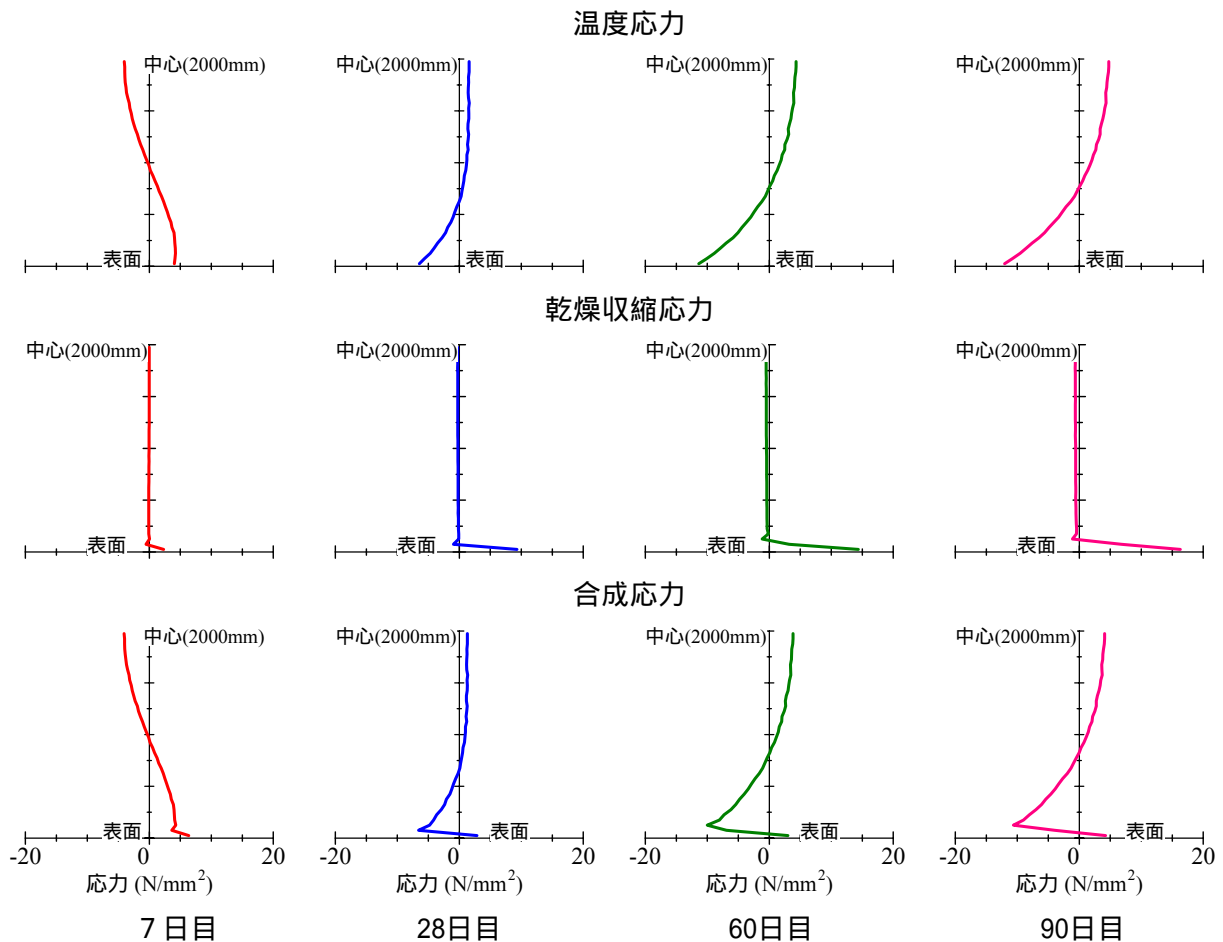 温度応力
中心(2000mm) 中心(2000mm) 中心(2000mm) 中心(2000mm)
表面 表面 表面 表面
乾燥収縮応力
中心(2000mm) 中心(2000mm) 中心(2000mm) 中心(2000mm)
表面 表面 表面 表面
合成応力
中心(2000mm) 中心(2000mm) 中心(2000mm) 中心(2000mm)
表面 表面 表面 表面
-20 0 20 -20 0 20 -20 0 20 -20 0 20
応力 (N/mm²) 応力 (N/mm²) 応力 (N/mm²) 応力 (N/mm²)
7 日目 28日目 60日目 90日目